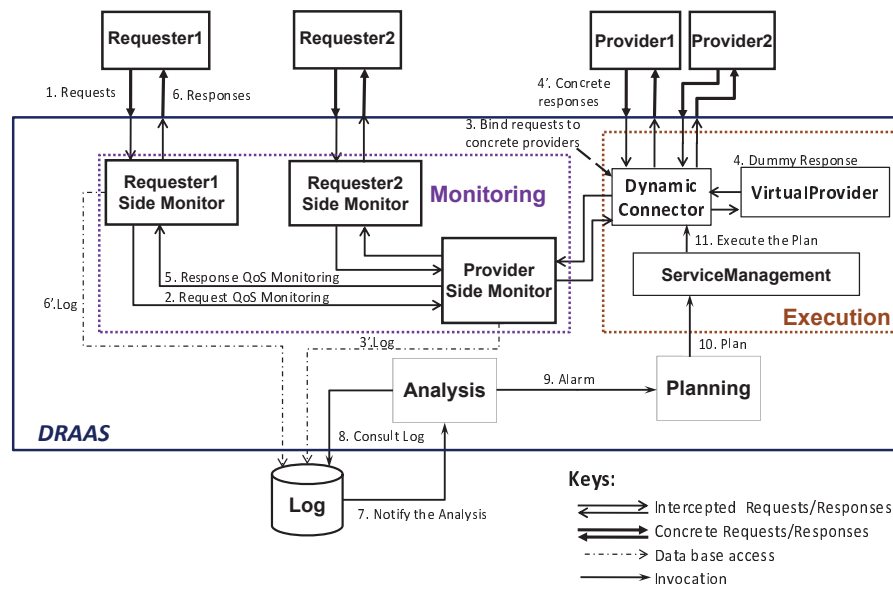 Requester1
Requester2
Provider1
Provider2
1. Requests
6. Responses
4'. Concrete
responses
3. Bind requests to
concrete providers
Requester1
Side Monitor
Requester2
Side Monitor
Monitoring
Dynamic
Connector
4. Dummy Response
VirtualProvider
11. Execute the Plan
Provider
Side Monitor
5. Response QoS Monitoring
2. Request QoS Monitoring
ServiceManagement
6'.Log
Execution
3'.Log
10. Plan
Analysis
9. Alarm
Planning
DRAAS
8. Consult Log
Log
7. Notify the Analysis
Keys:
Intercepted Requests/Responses
Concrete Requests/Responses
Data base access
Invocation